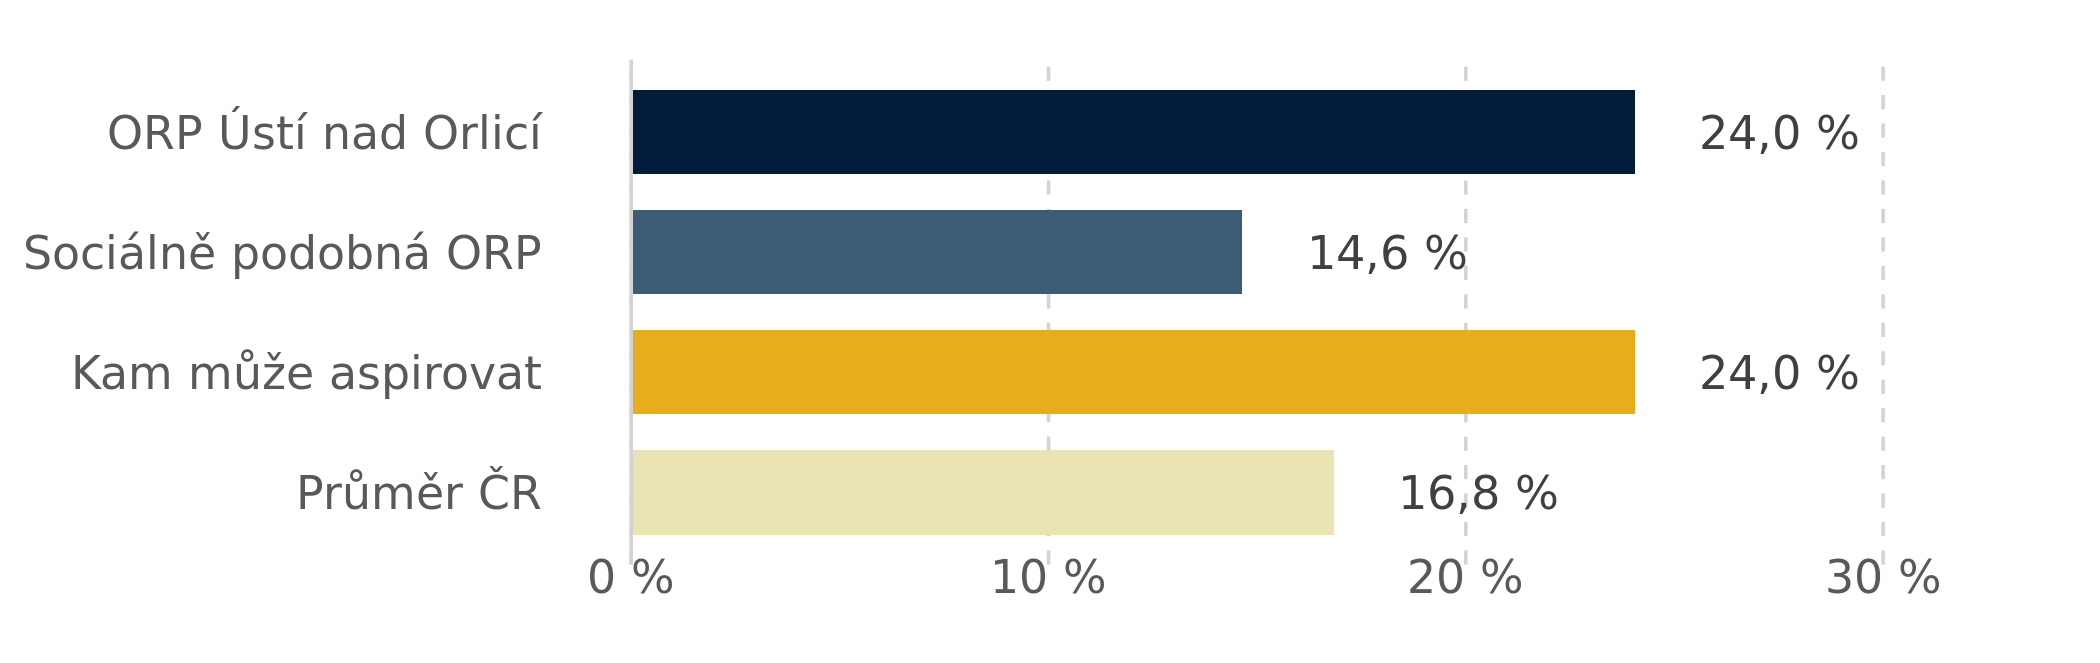 ORP Ústí nad Orlicí 24,0 %
Sociálně podobná ORP 14,6 %
Kam může aspirovat 24,0 %
Průměr ČR 16,8 %
0 % 10 % 20 % 30 %